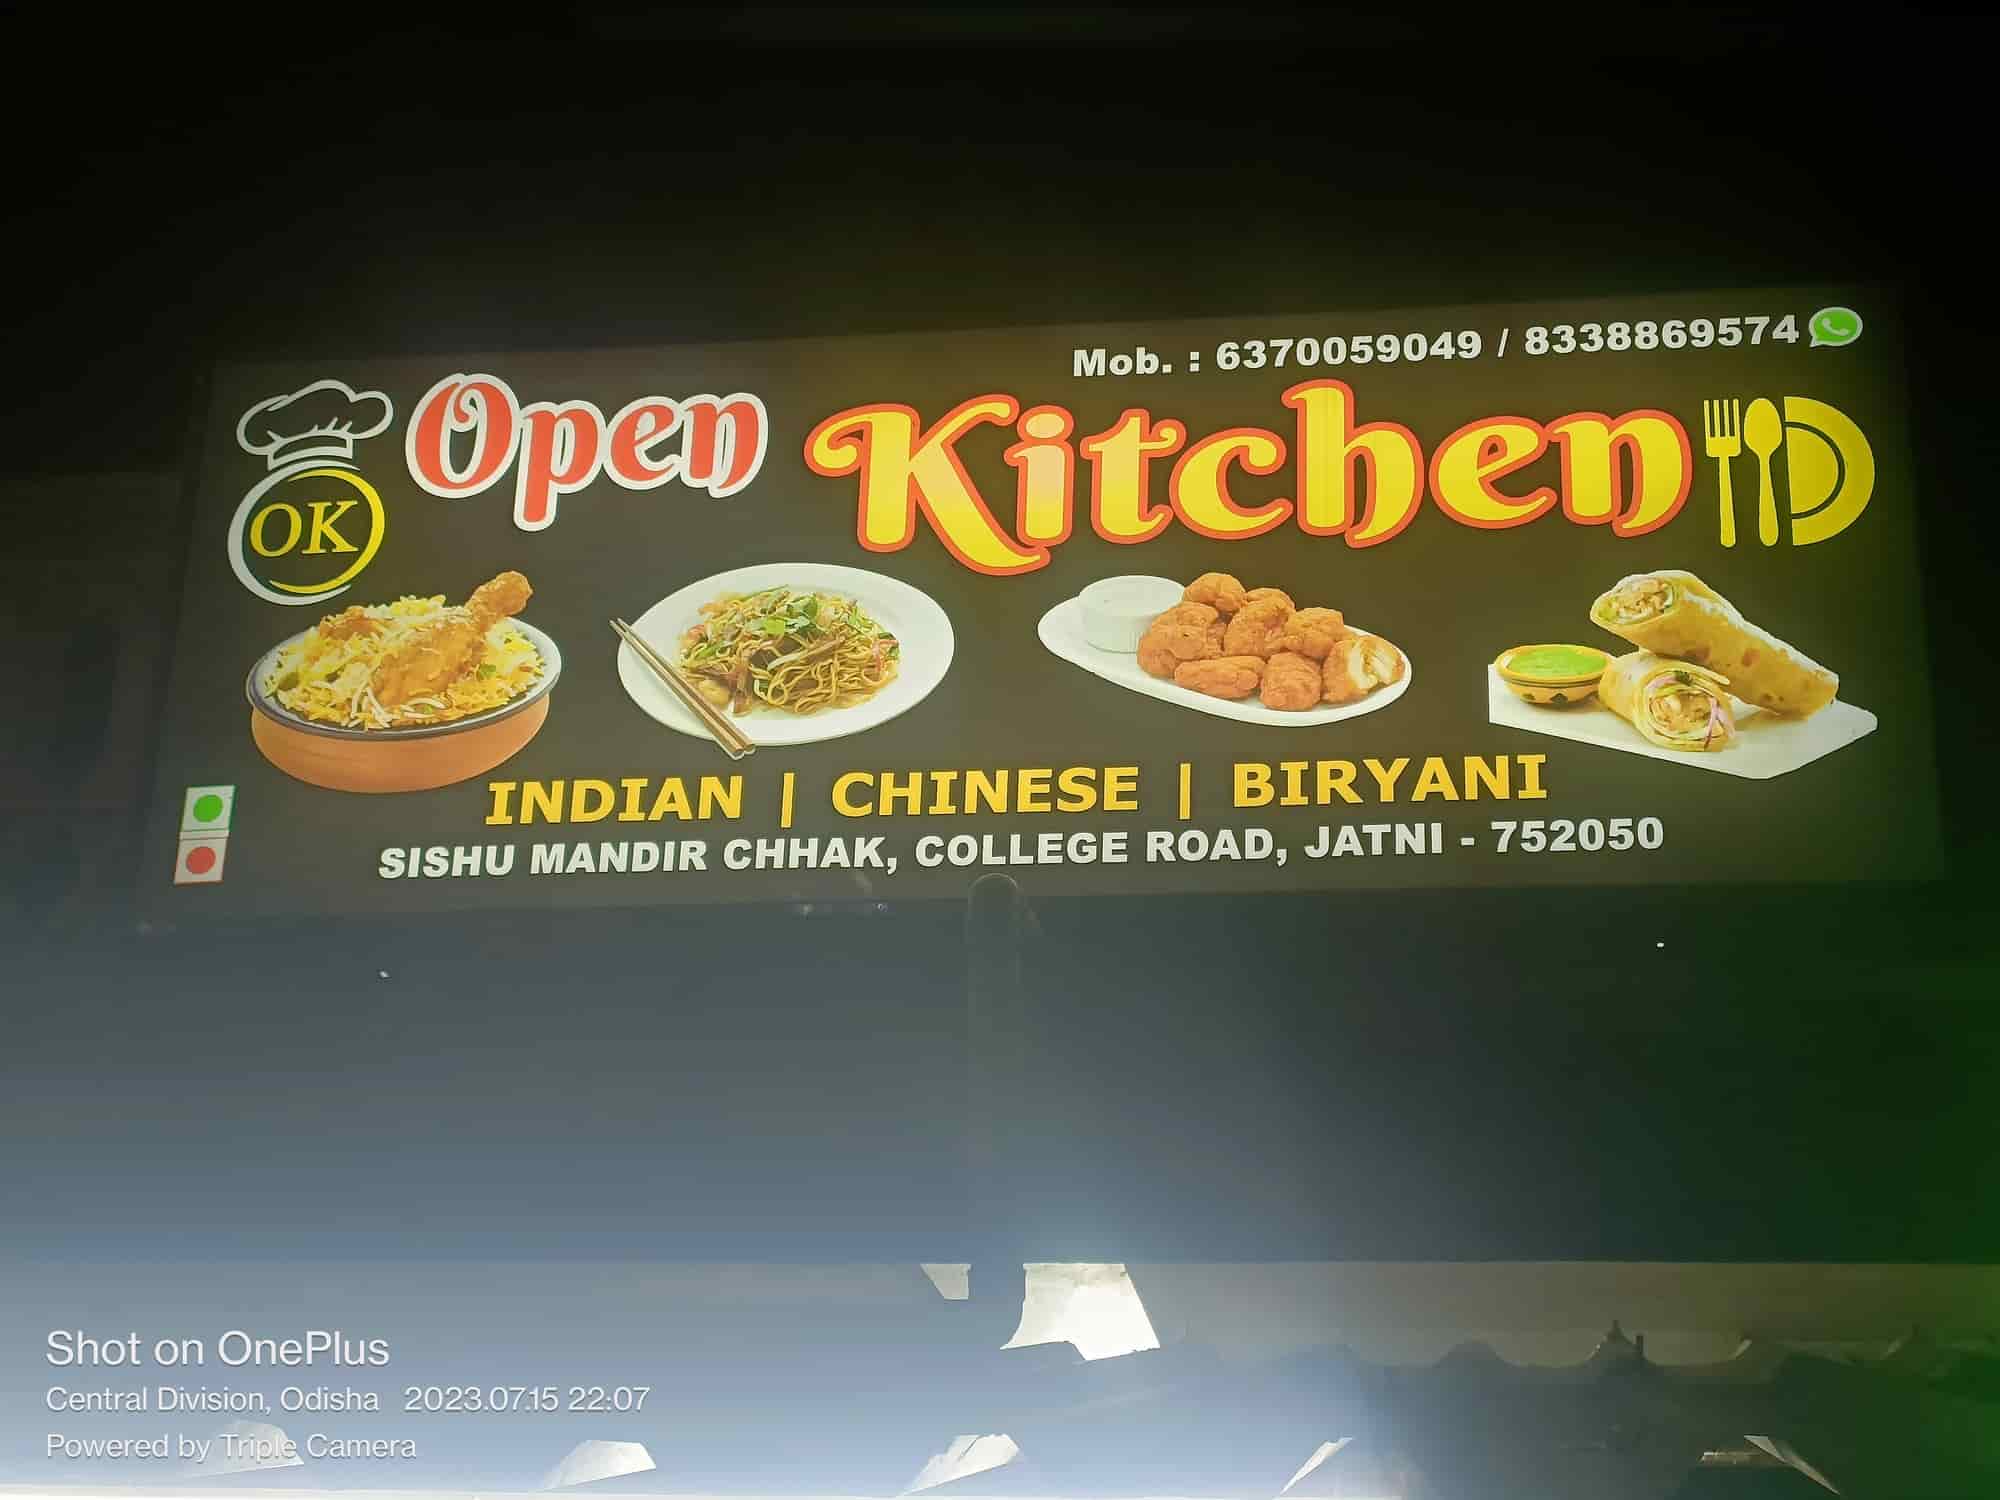 Mob. : 6370059049 / 8338869574
Open Kitchen
OK
INDIAN | CHINESE | BIRYANI
SISHU MANDIR CHHAK, COLLEGE ROAD, JATNI - 752050
Shot on OnePlus
Central Division, Odisha 2023.07.15 22:07
Powered by Triple Camera